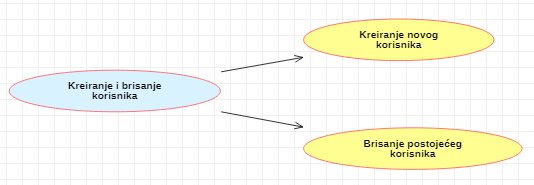 Kreiranje novog
korisnika
Kreiranje i brisanje
korisnika
Brisanje postojećeg
korisnika